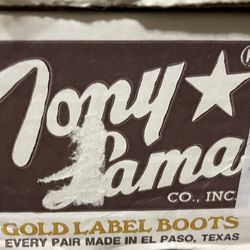 Tony
Lama
CO., INC.
GOLD LABEL BOOTS
EVERY PAIR MADE IN EL PASO, TEXAS